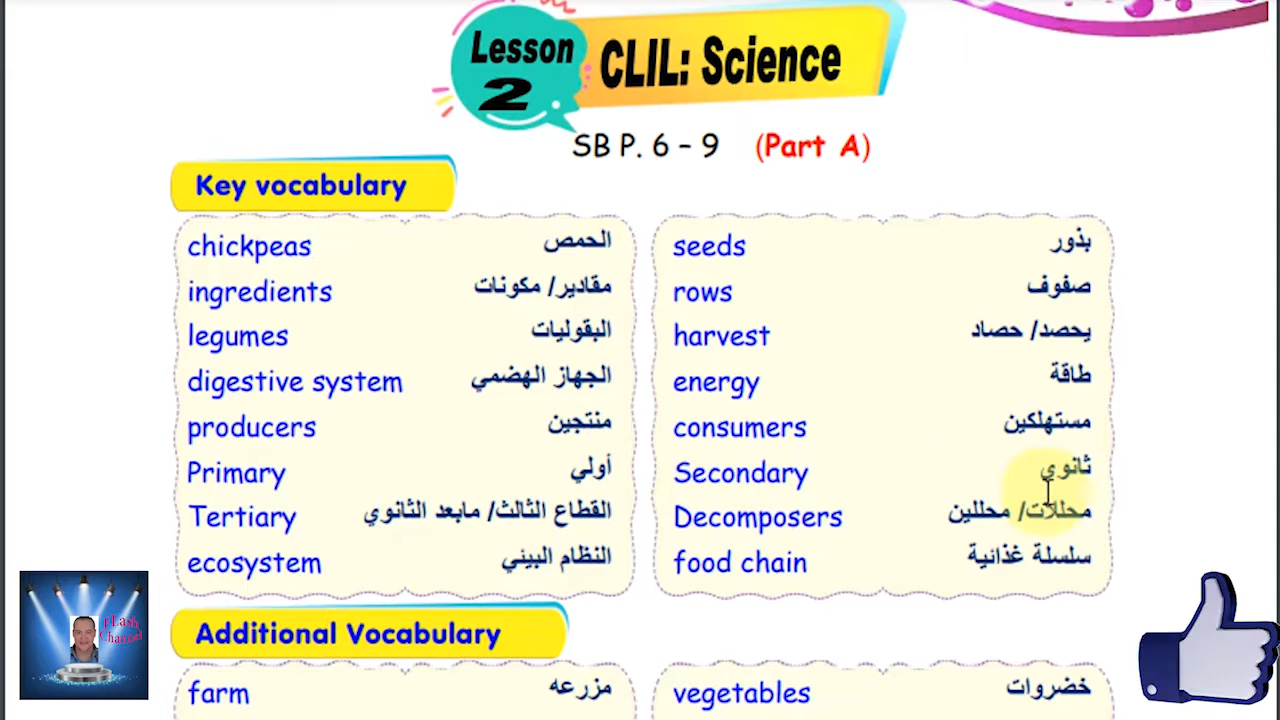 Lesson
2
CLIL: Science
SB P. 6 – 9 (Part A)
Key vocabulary
chickpeas الحمص
ingredients مقادير/ مكونات
legumes البقوليات
digestive system الجهاز الهضمي
producers منتجين
Primary أولي
Tertiary القطاع الثالث/ مابعد الثانوي
ecosystem النظام البيئي
seeds بذور
rows صفوف
harvest يحصد/ حصاد
energy طاقة
consumers مستهلكين
Secondary ثانوي
Decomposers محللات/ محللين
food chain سلسلة غذائية
Additional Vocabulary
farm مزرعه
vegetables خضروات
fLash
Channel